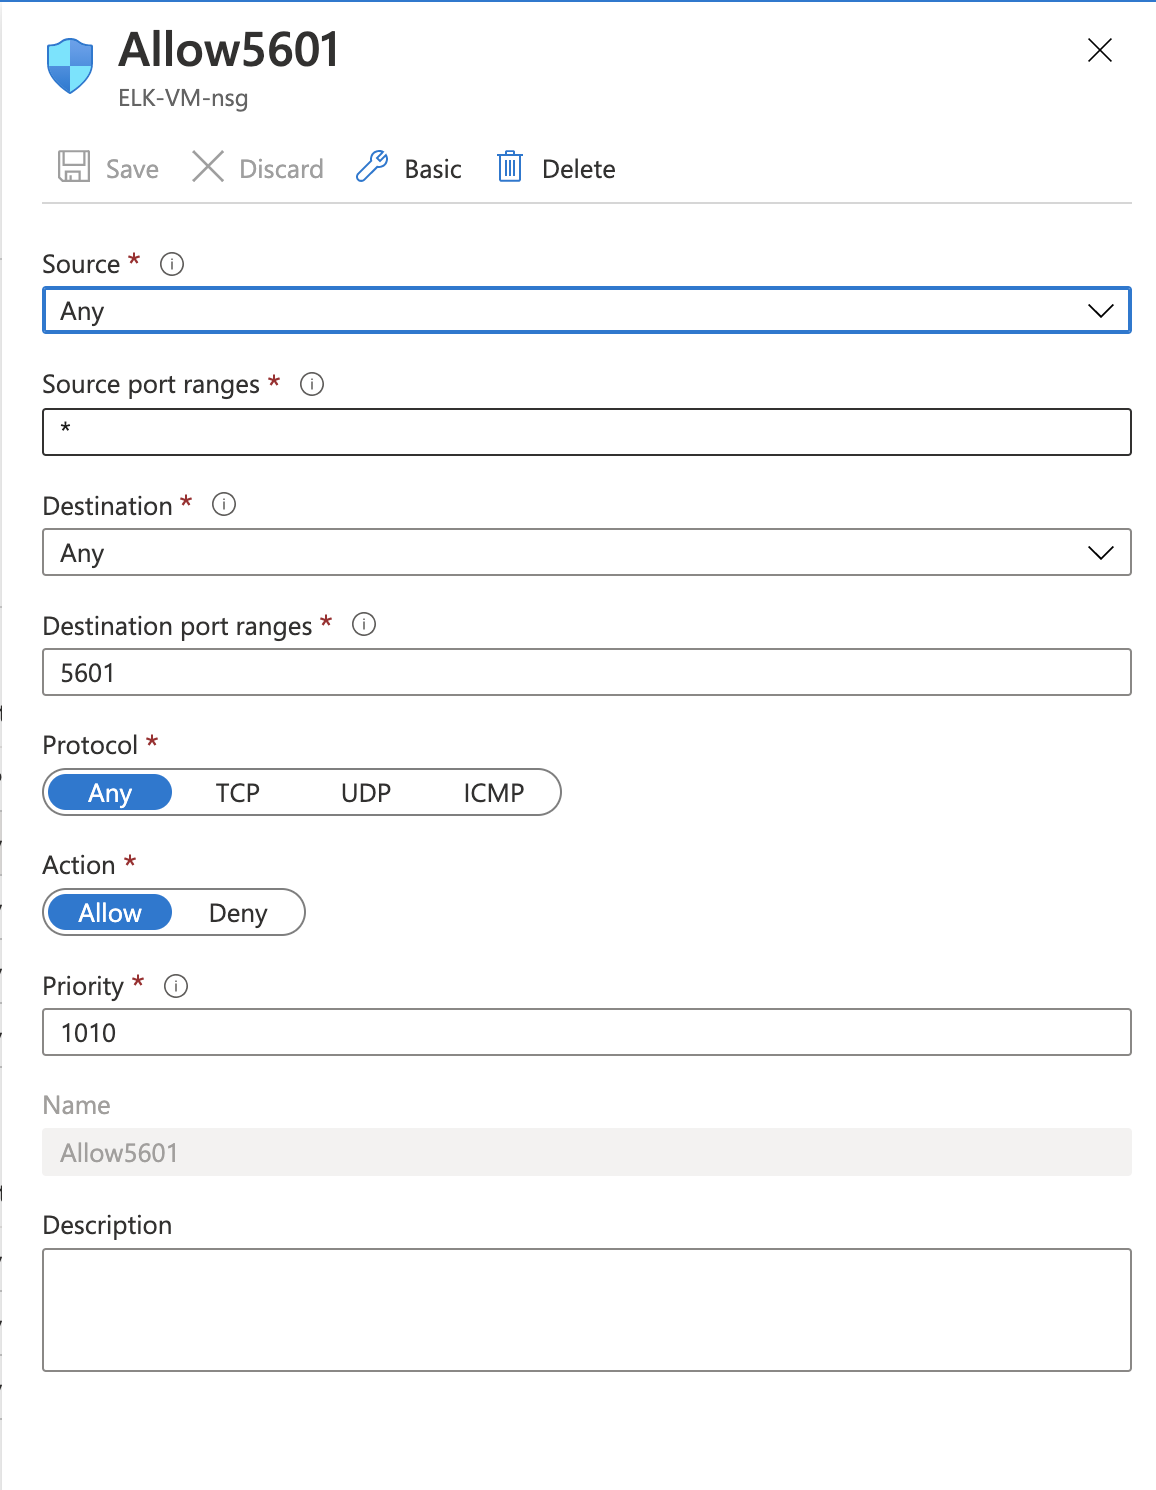 Allow5601
ELK-VM-nsg
Save Discard Basic Delete
Source *
Any
Source port ranges *
*
Destination *
Any
Destination port ranges *
5601
Protocol *
Any TCP UDP ICMP
Action *
Allow Deny
Priority *
1010
Name
Allow5601
Description